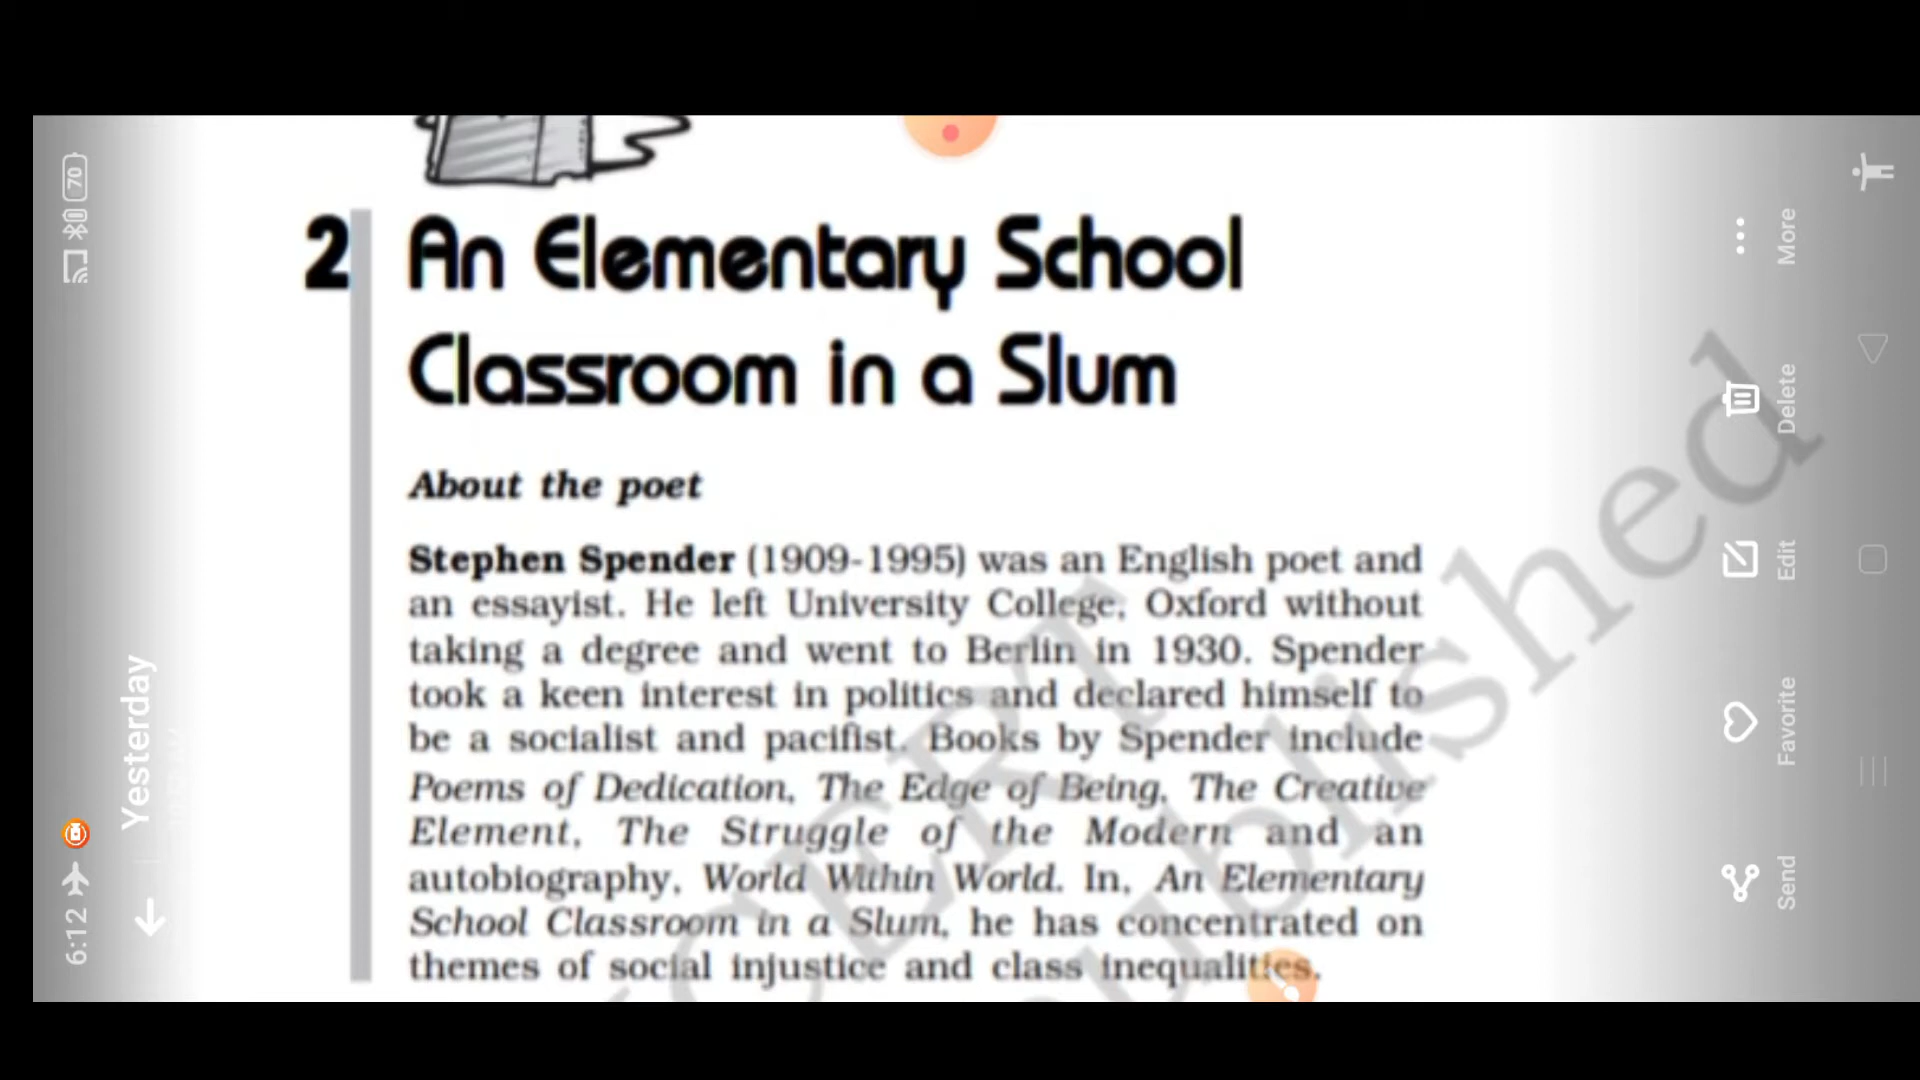 2 An Elementary School
Classroom in a Slum
About the poet
Stephen Spender (1909-1995) was an English poet and
an essayist. He left University College, Oxford without
taking a degree and went to Berlin in 1930. Spender
took a keen interest in politics and declared himself to
be a socialist and pacifist. Books by Spender include
Poems of Dedication, The Edge of Being, The Creative
Element, The Struggle of the Modern and an
autobiography, World Within World. In, An Elementary
School Classroom in a Slum, he has concentrated on
themes of social injustice and class inequalities.
6:12
70
Yesterday
More
Delete
Edit
Favorite
Send